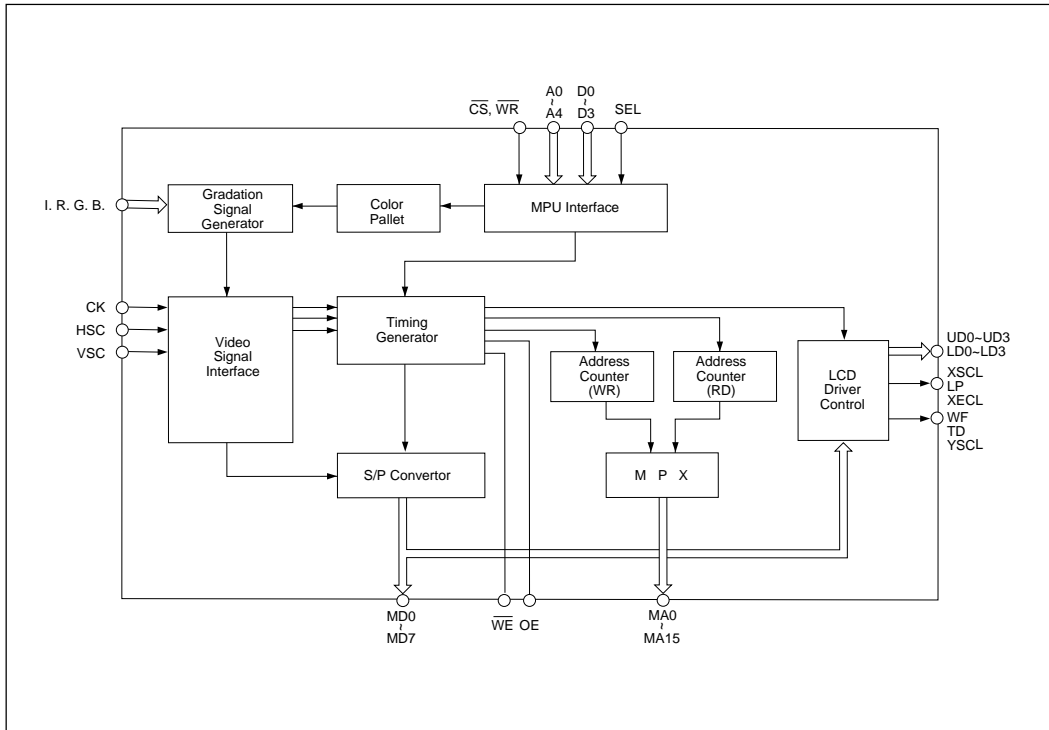 CS, WR
A0
~
A4
D0
~
D3
SEL
I. R. G. B.
Gradation
Signal
Generator
Color
Pallet
MPU Interface
CK
HSC
VSC
Video
Signal
Interface
Timing
Generator
Address
Counter
(WR)
Address
Counter
(RD)
LCD
Driver
Control
UD0~UD3
LD0~LD3
XSCL
LP
XECL
WF
TD
YSCL
S/P Convertor
M P X
MD0
~
MD7
WE OE
MA0
~
MA15